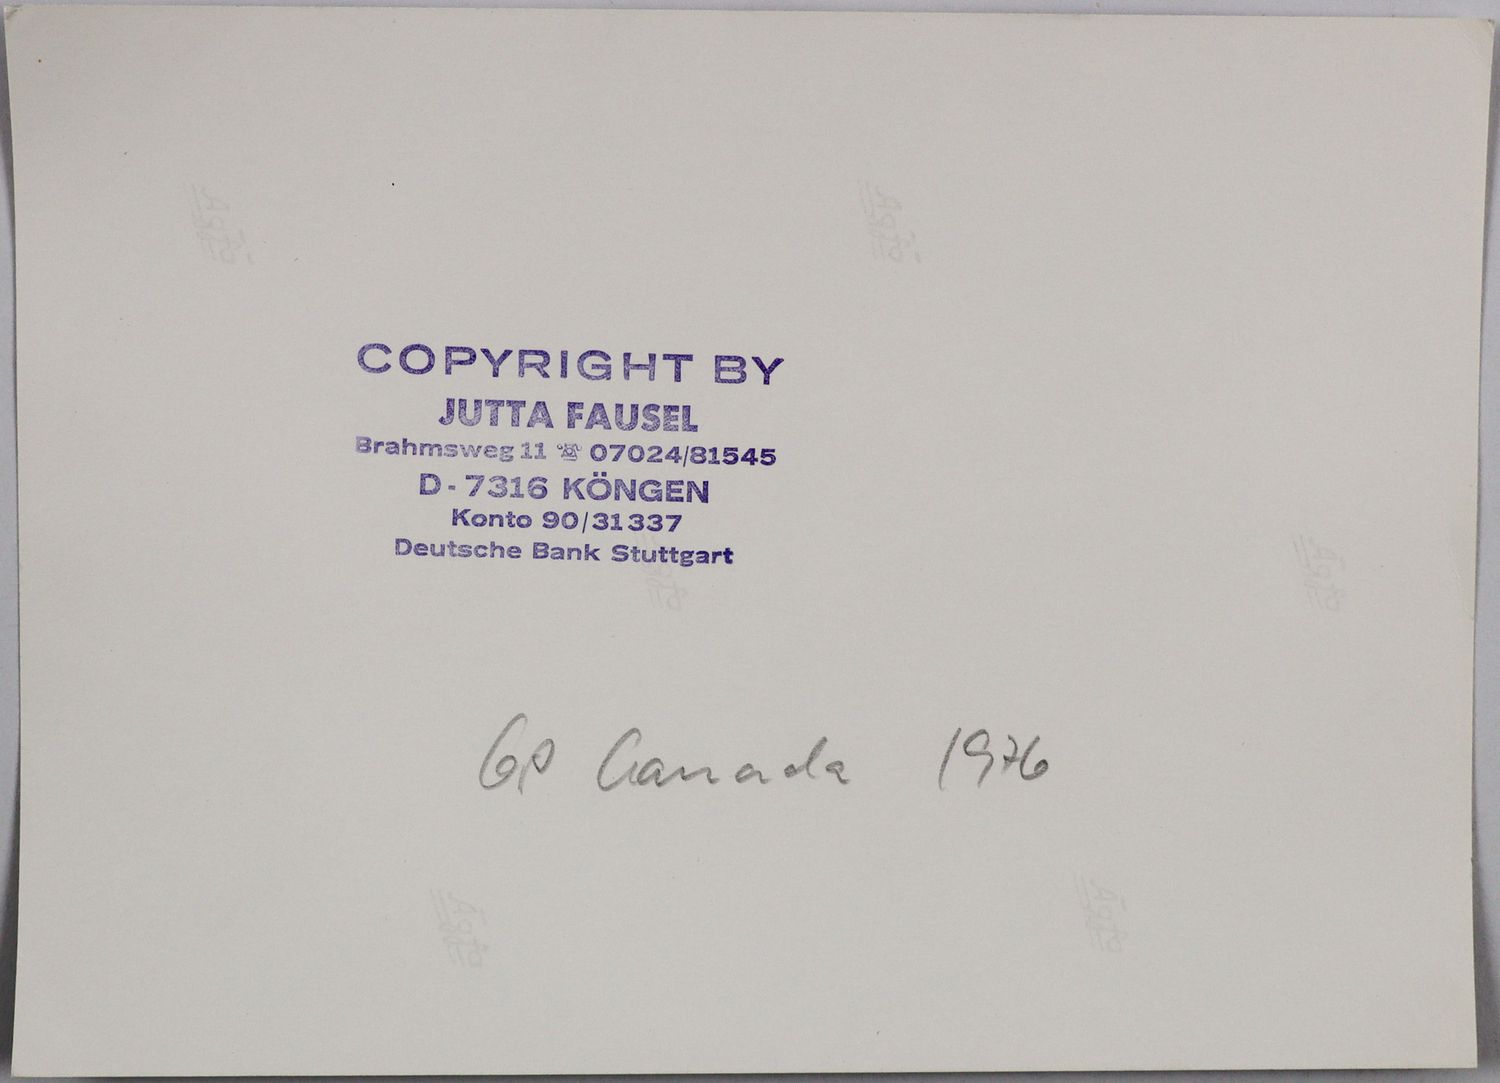 COPYRIGHT BY
JUTTA FAUSEL
Brahmsweg 11 ☏ 07024/81545
D - 7316 KÖNGEN
Konto 90/31337
Deutsche Bank Stuttgart
GP Canada 1976